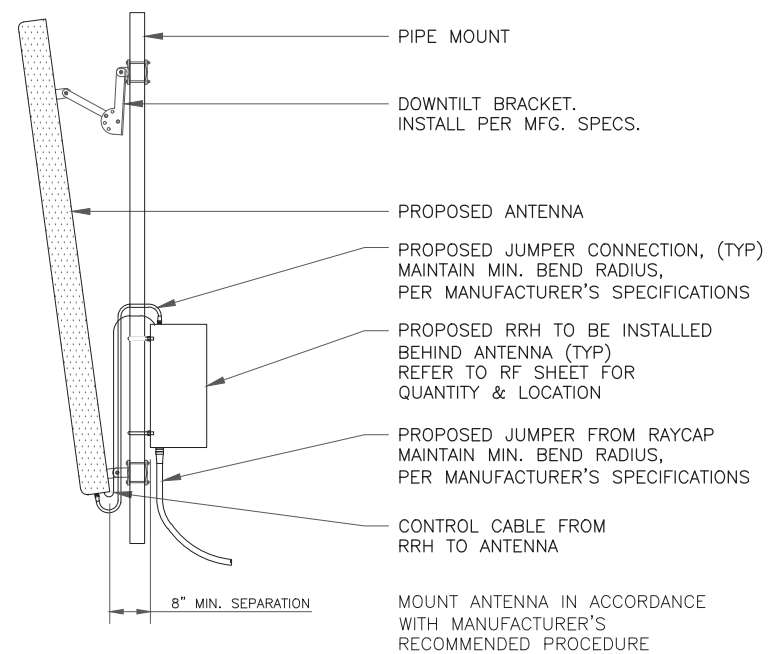 PIPE MOUNT
DOWNTILT BRACKET.
INSTALL PER MFG. SPECS.
PROPOSED ANTENNA
PROPOSED JUMPER CONNECTION, (TYP)
MAINTAIN MIN. BEND RADIUS,
PER MANUFACTURER'S SPECIFICATIONS
PROPOSED RRH TO BE INSTALLED
BEHIND ANTENNA (TYP)
REFER TO RF SHEET FOR
QUANTITY & LOCATION
PROPOSED JUMPER FROM RAYCAP
MAINTAIN MIN. BEND RADIUS,
PER MANUFACTURER'S SPECIFICATIONS
CONTROL CABLE FROM
RRH TO ANTENNA
8" MIN. SEPARATION
MOUNT ANTENNA IN ACCORDANCE
WITH MANUFACTURER'S
RECOMMENDED PROCEDURE